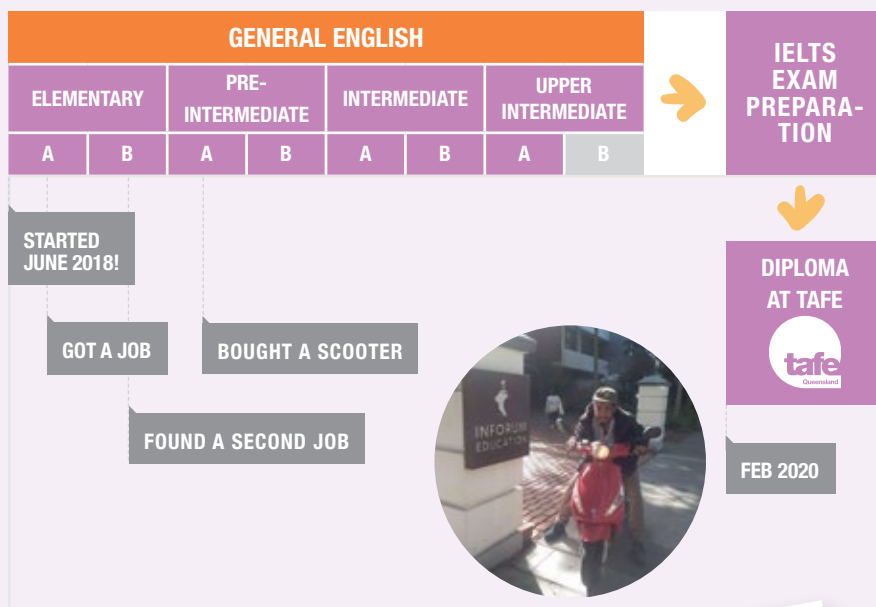 GENERAL ENGLISH
ELEMENTARY
PRE-
INTERMEDIATE
INTERMEDIATE
UPPER
INTERMEDIATE
A B A B A B A B
IELTS
EXAM
PREPARA-
TION
STARTED
JUNE 2018!
GOT A JOB
BOUGHT A SCOOTER
FOUND A SECOND JOB
DIPLOMA
AT TAFE
tafe
Queensland
FEB 2020
INFORUM
EDUCATION